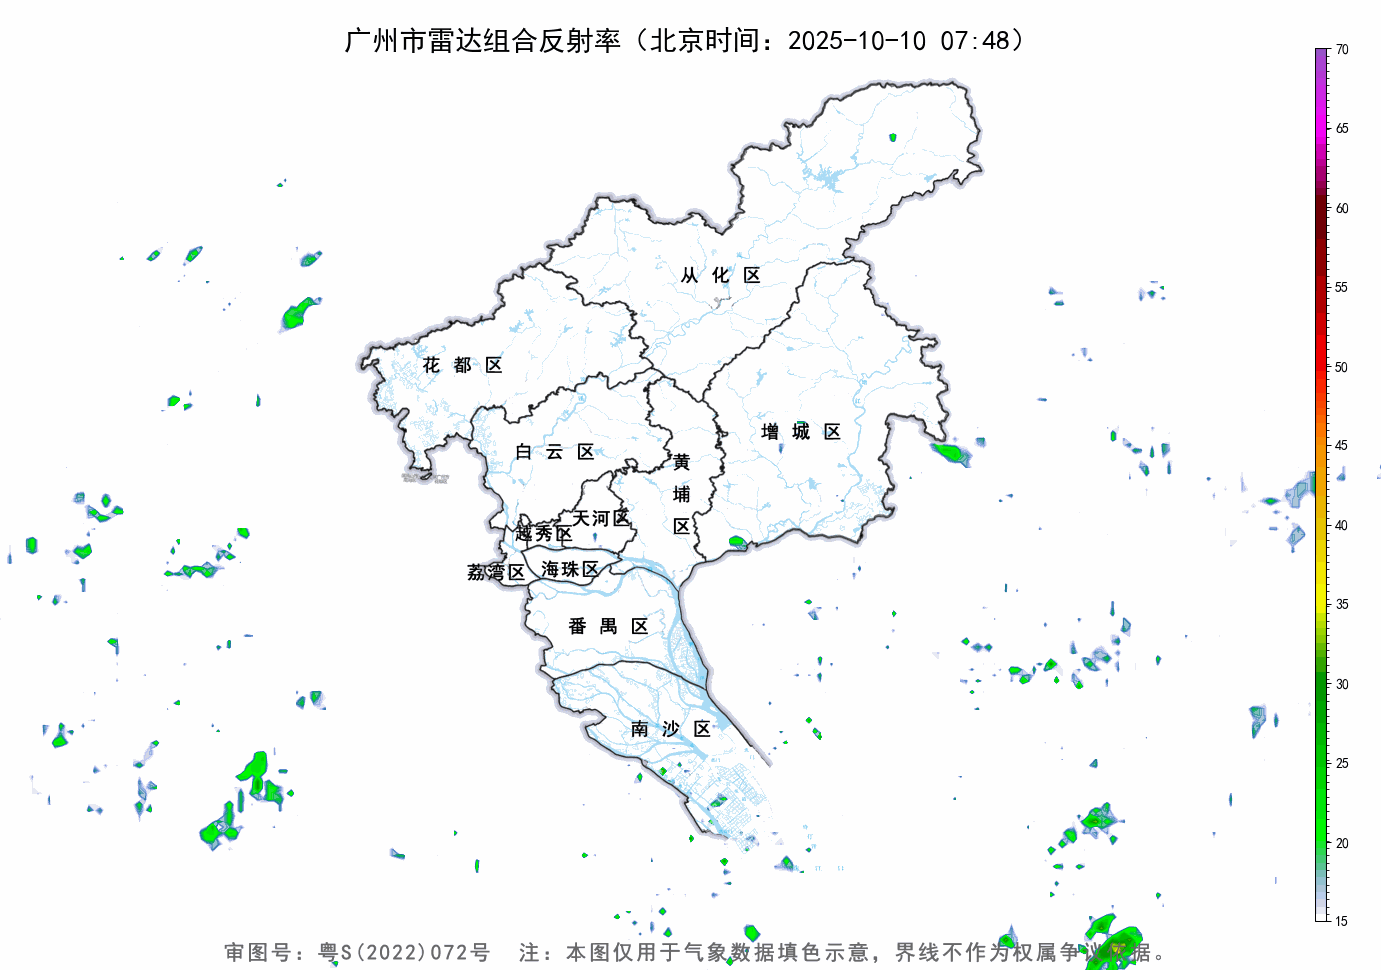 广州市雷达组合反射率（北京时间：2025-10-10 07:48）
70
65
60
55
50
45
40
35
30
25
20
15
从化区
花都区
增城区
白云区
黄埔区
天河区
越秀区
荔湾区
海珠区
番禺区
南沙区
审图号：粤S(2022)072号 注：本图仅用于气象数据填色示意，界线不作为权属争议依据。